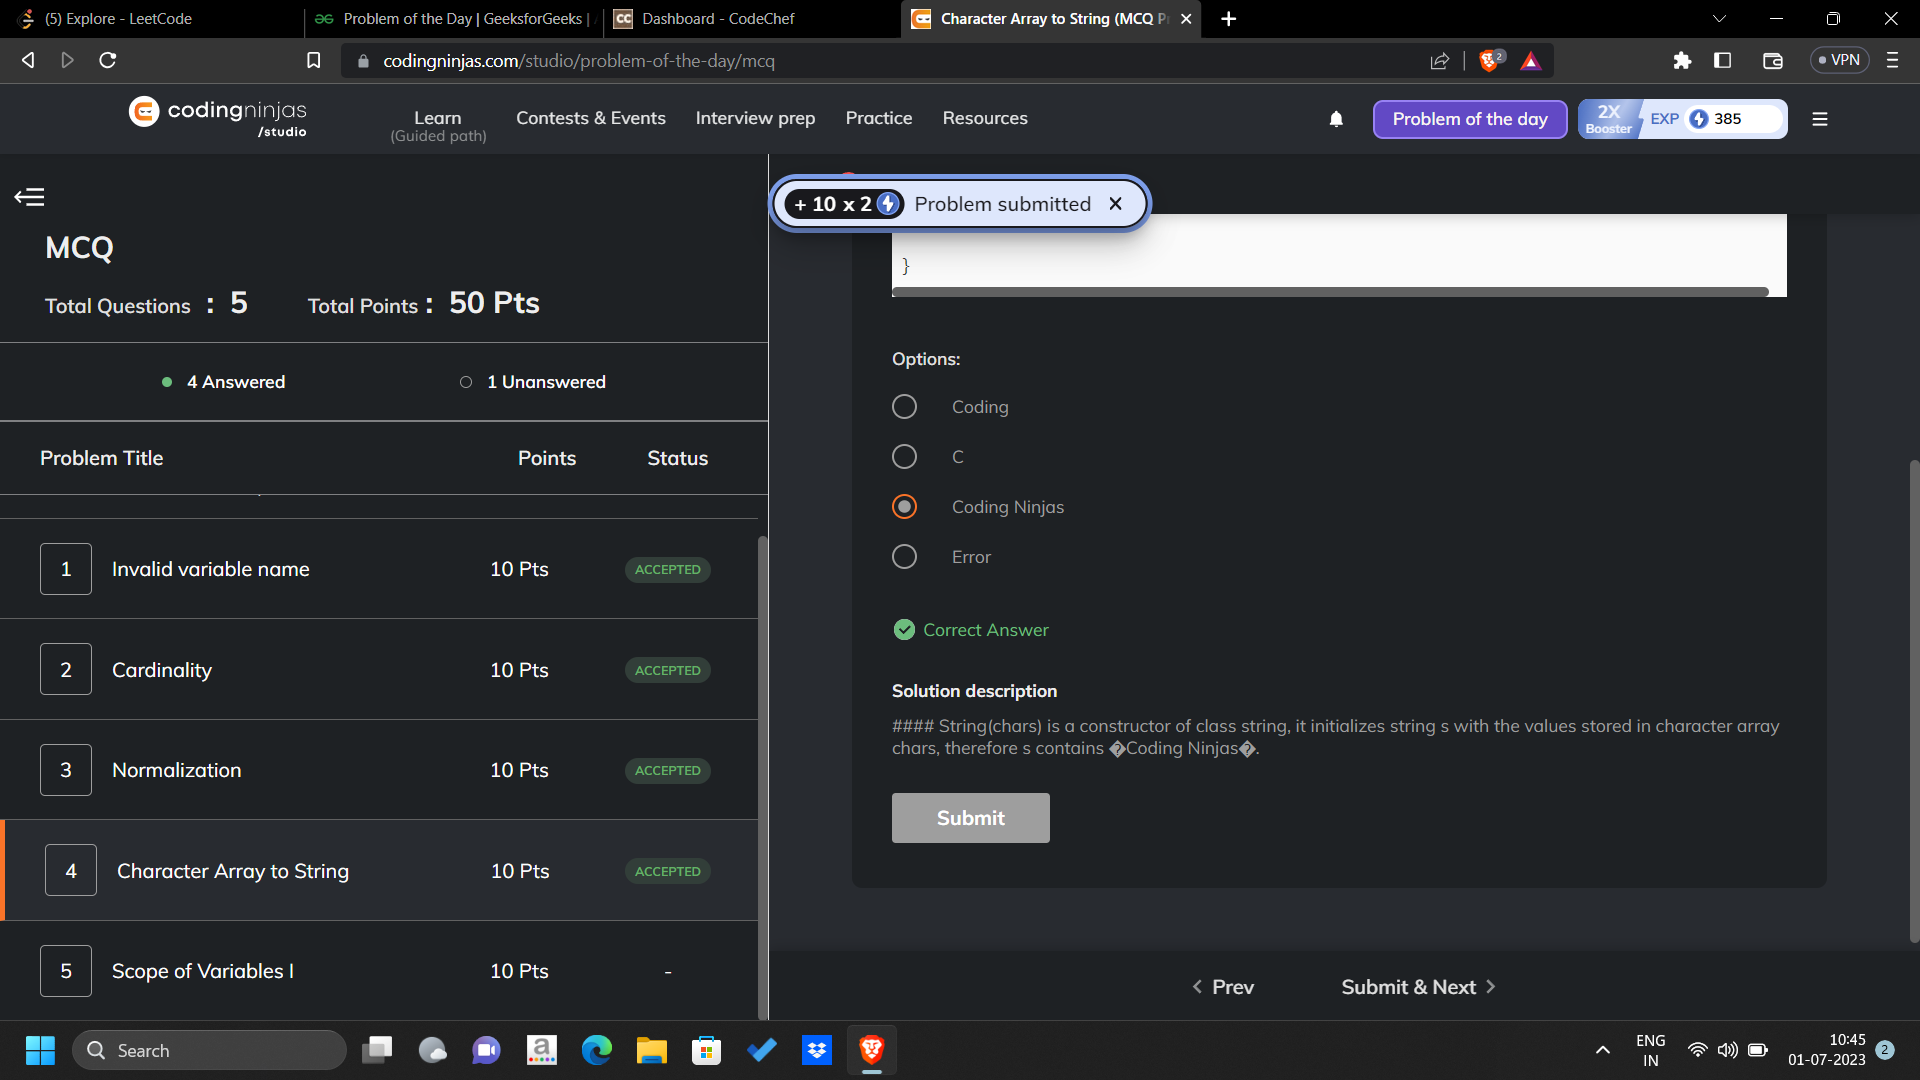 (5) Explore - LeetCode
Problem of the Day | GeeksforGeeks |
CC Dashboard - CodeChef
Character Array to String (MCQ P
codingninjas.com/studio/problem-of-the-day/mcq
2
VPN
codingninjas
/studio
Learn
(Guided path)
Contests & Events
Interview prep
Practice
Resources
Problem of the day
2X
Booster
EXP 385
+ 10 x 2 Problem submitted
MCQ
Total Questions : 5 Total Points : 50 Pts
4 Answered 1 Unanswered
Problem Title Points Status
1 Invalid variable name 10 Pts ACCEPTED
2 Cardinality 10 Pts ACCEPTED
3 Normalization 10 Pts ACCEPTED
4 Character Array to String 10 Pts ACCEPTED
5 Scope of Variables I 10 Pts -
}
Options:
Coding
C
Coding Ninjas
Error
Correct Answer
Solution description
#### String(chars) is a constructor of class string, it initializes string s with the values stored in character array
chars, therefore s contains �Coding Ninjas�.
Submit
Prev
Submit & Next
Search
a
ENG
IN
10:45
01-07-2023
2